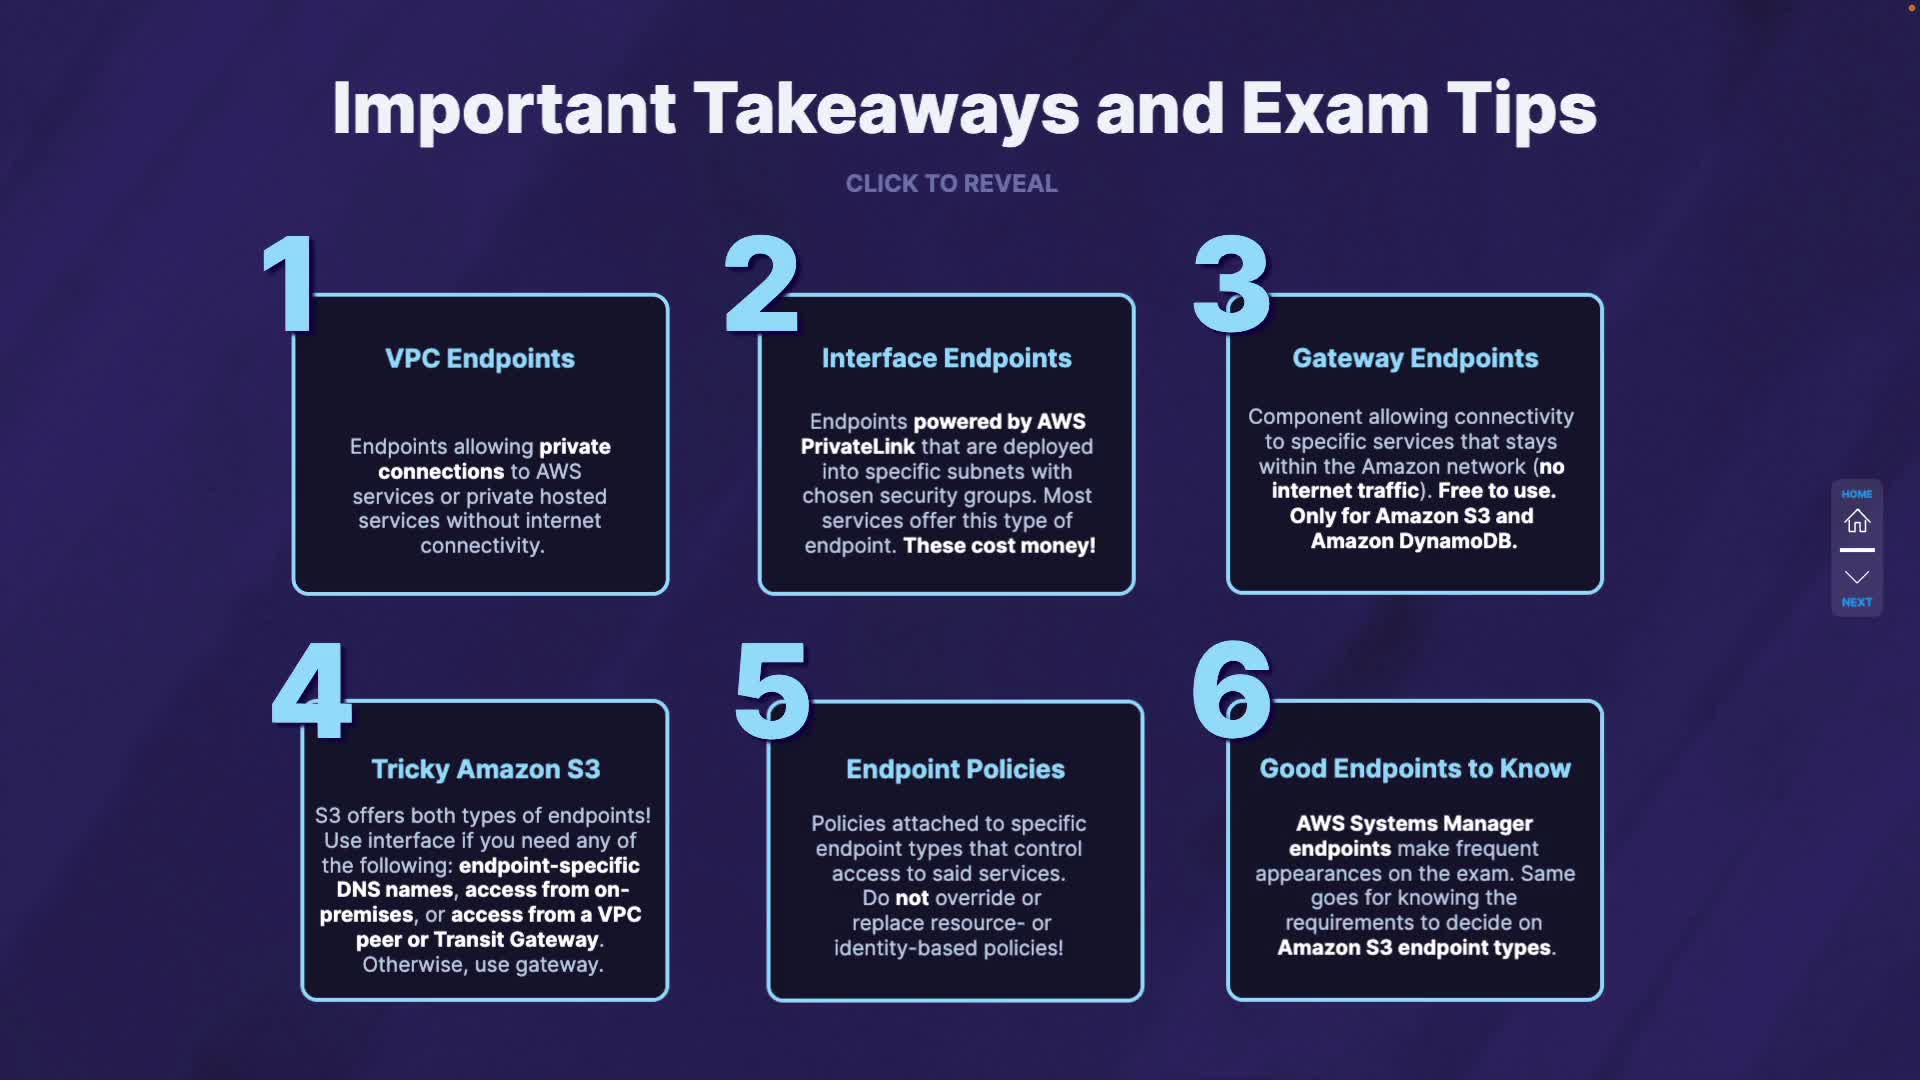 Important Takeaways and Exam Tips
CLICK TO REVEAL
1
VPC Endpoints
Endpoints allowing private
connections to AWS
services or private hosted
services without internet
connectivity.
2
Interface Endpoints
Endpoints powered by AWS
PrivateLink that are deployed
into specific subnets with
chosen security groups. Most
services offer this type of
endpoint. These cost money!
3
Gateway Endpoints
Component allowing connectivity
to specific services that stays
within the Amazon network (no
internet traffic). Free to use.
Only for Amazon S3 and
Amazon DynamoDB.
4
Tricky Amazon S3
S3 offers both types of endpoints!
Use interface if you need any of
the following: endpoint-specific
DNS names, access from on-
premises, or access from a VPC
peer or Transit Gateway.
Otherwise, use gateway.
5
Endpoint Policies
Policies attached to specific
endpoint types that control
access to said services.
Do not override or
replace resource- or
identity-based policies!
6
Good Endpoints to Know
AWS Systems Manager
endpoints make frequent
appearances on the exam. Same
goes for knowing the
requirements to decide on
Amazon S3 endpoint types.
HOME
NEXT